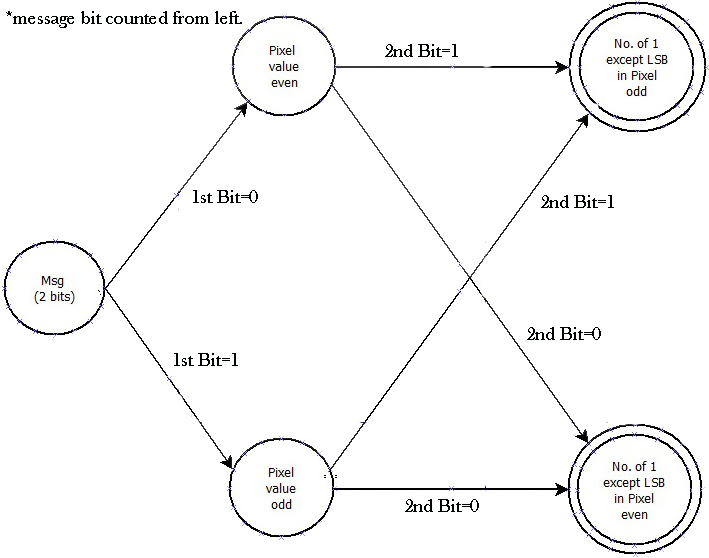 *message bit counted from left.
Pixel
value
even
2nd Bit=1
No. of 1
except LSB
in Pixel
odd
1st Bit=0
2nd Bit=1
Msg
(2 bits)
1st Bit=1
2nd Bit=0
Pixel
value
odd
2nd Bit=0
No. of 1
except LSB
in Pixel
even